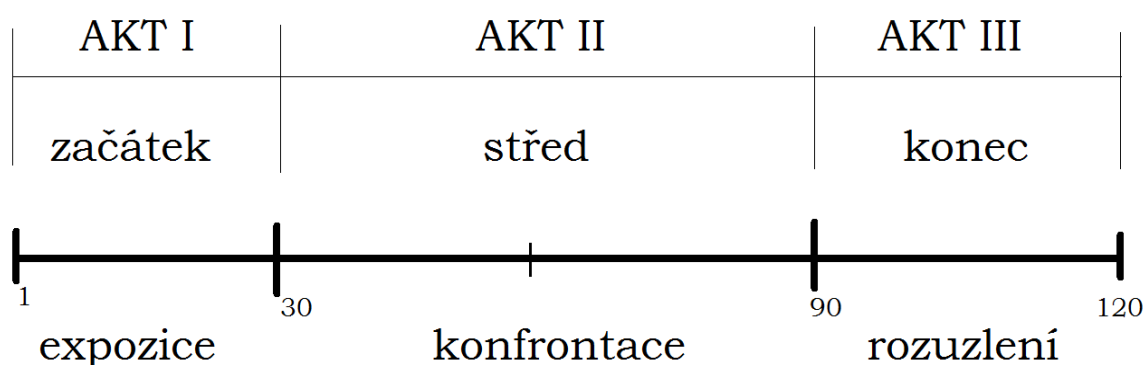 AKT I AKT II AKT III
začátek střed konec
1 30 90 120
expozice konfrontace rozuzlení